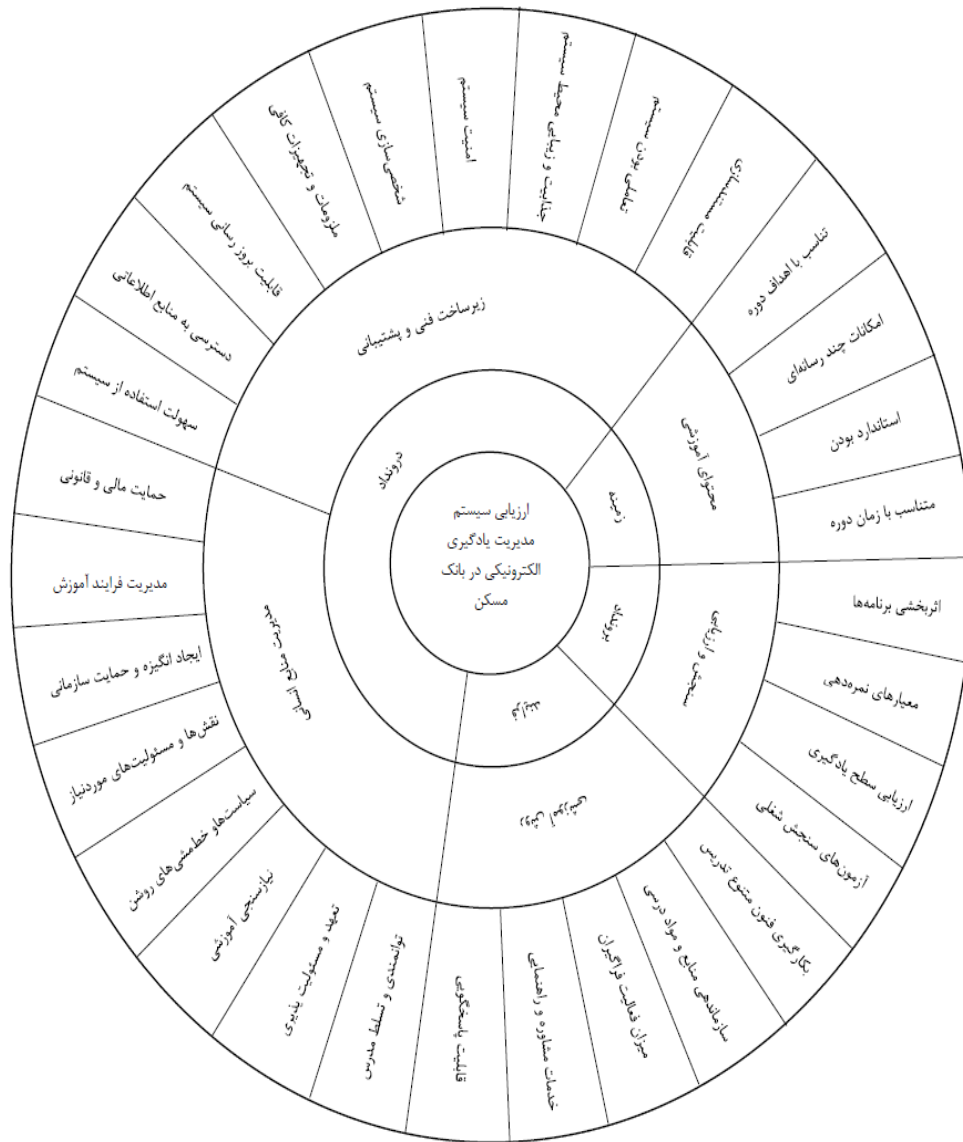 ارزیابی سیستم
مدیریت یادگیری
الکترونیکی در بانک
مسکن
زمینه
برونداد
فرایند
درونداد
محتوای آموزشی
سنجش و ارزیابی
روش آموزشی
مدیریت منابع انسانی
زیرساخت فنی و پشتیبانی
تناسب با اهداف دوره
امکانات چند رسانه‌ای
استاندارد بودن
متناسب با زمان دوره
اثربخشی برنامه‌ها
معیارهای نمره‌دهی
ارزیابی سطح یادگیری
آزمون‌های سنجش شغلی
بکارگیری فنون متنوع تدریس
سازماندهی منابع و مواد درسی
میزان فعالیت فراگیران
خدمات مشاوره و راهنمایی
قابلیت پاسخگویی
توانمندی و تسلط مدرس
تعهد و مسئولیت پذیری
نیازسنجی آموزشی
سیاست‌هاو خط‌مشی‌های روشن
نقش‌ها و مسئولیت‌های موردنیاز
ایجاد انگیزه و حمایت سازمانی
مدیریت فرایند آموزش
حمایت مالی و قانونی
سهولت استفاده از سیستم
دسترسی به منابع اطلاعاتی
قابلیت بروز رسانی سیستم
ملزومات و تجهیزات کافی
شخصی‌سازی سیستم
امنیت سیستم
جذابیت و زیبایی محیط سیستم
تعاملی بودن سیستم
قابلیت مستندسازی